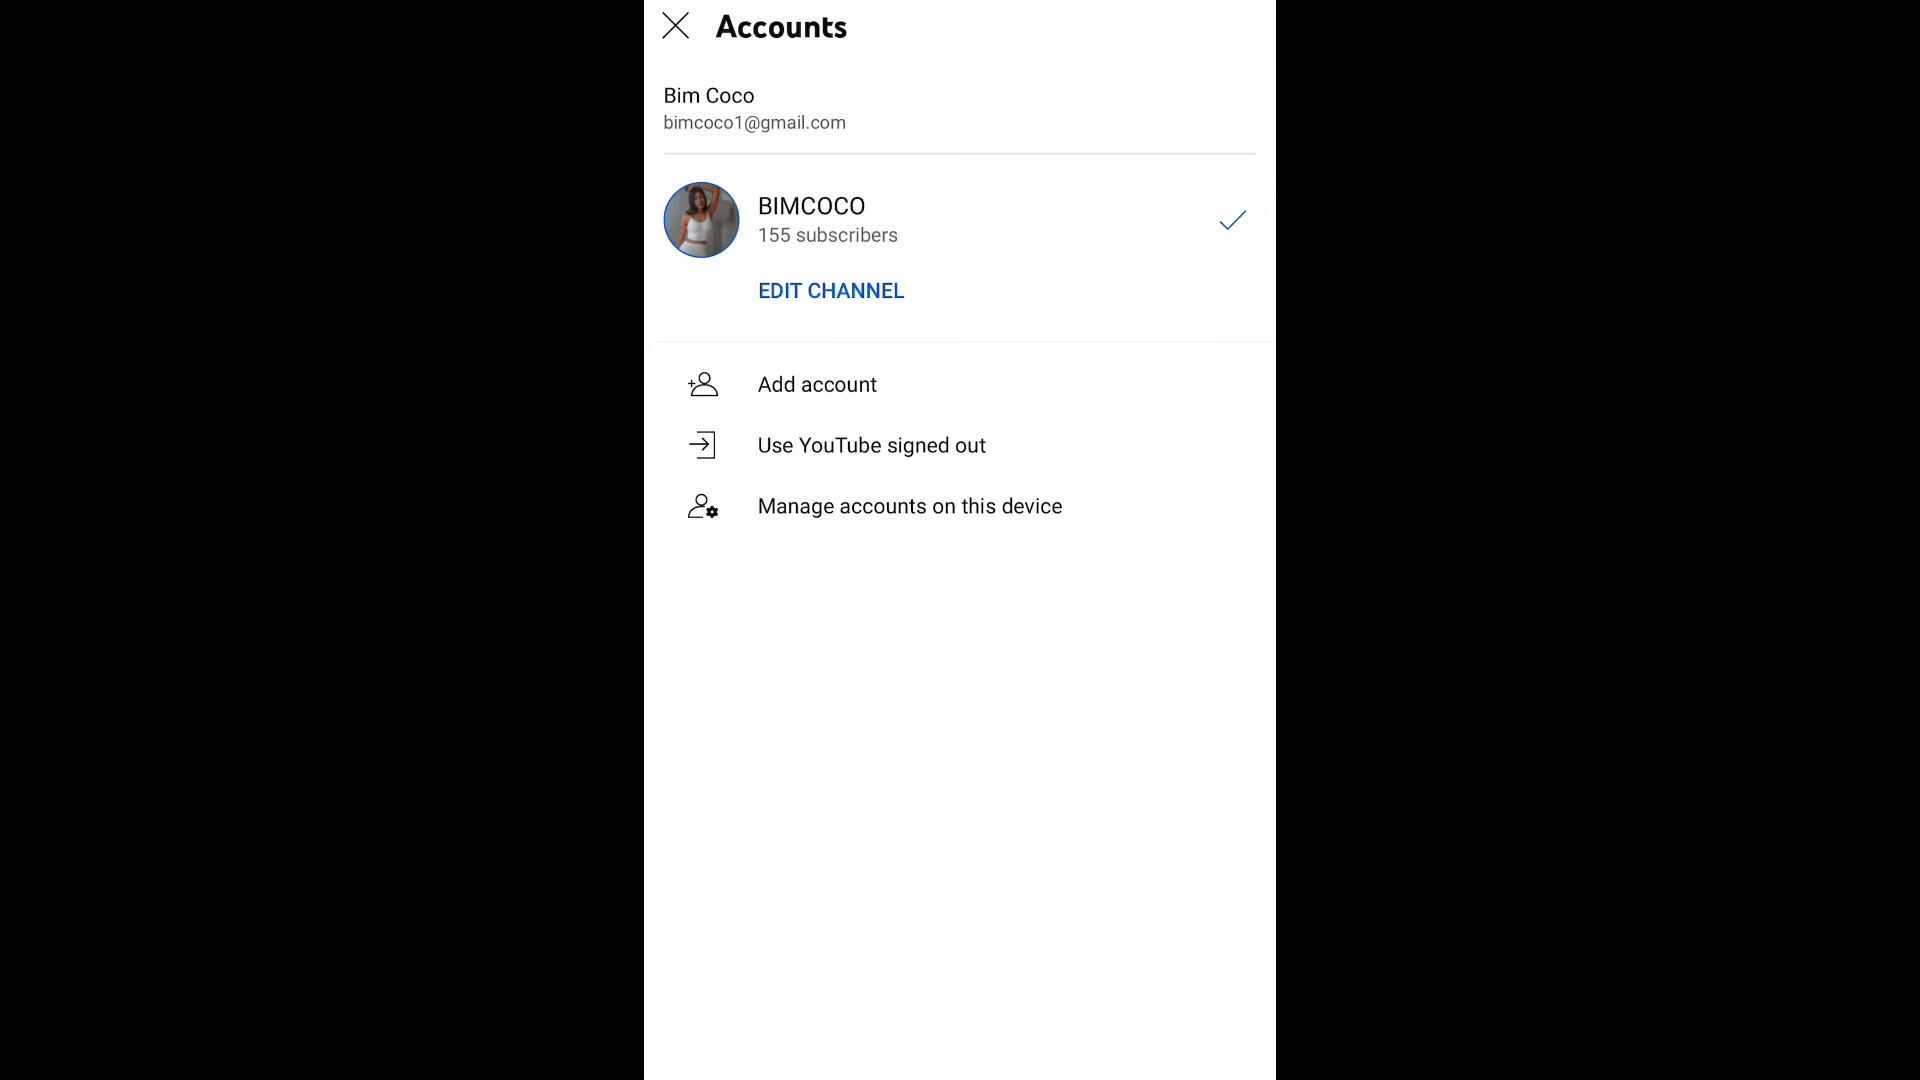 Accounts
Bim Coco
bimcoco1@gmail.com
BIMCOCO
155 subscribers
EDIT CHANNEL
Add account
Use YouTube signed out
Manage accounts on this device